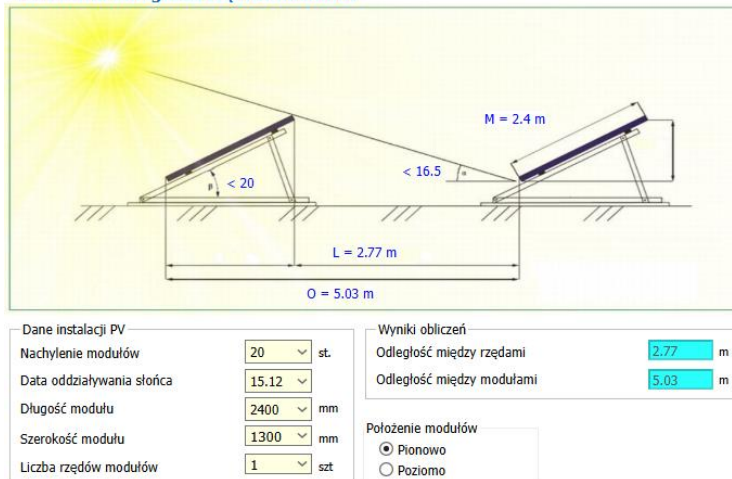 M = 2.4 m
< 20
β
< 16.5
α
L = 2.77 m
O = 5.03 m
Dane instalacji PV
Nachylenie modułów 20 st.
Data oddziaływania słońca 15.12
Długość modułu 2400 mm
Szerokość modułu 1300 mm
Liczba rzędów modułów 1 szt
Wyniki obliczeń
Odległość między rzędami 2.77 m
Odległość między modułami 5.03 m
Położenie modułów
Pionowo
Poziomo